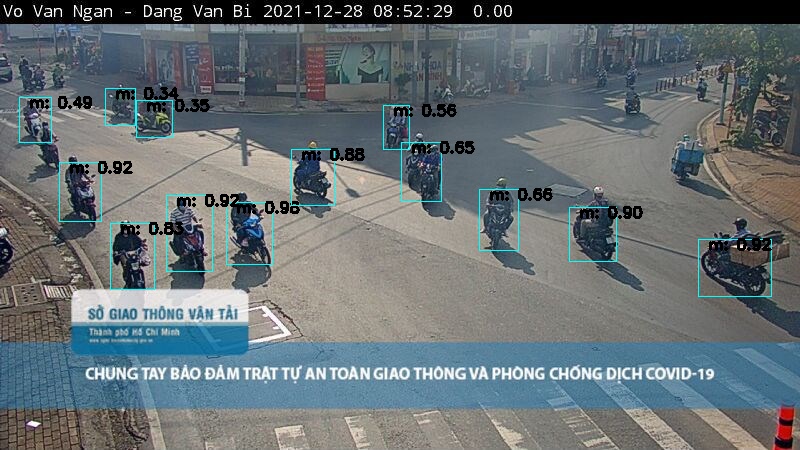 Vo Van Ngan - Dang Van Bi 2021-12-28 08:52:29  0.00
m: 0.34
m: 0.49
m: 0.35
m: 0.56
m: 0.65
m: 0.88
m: 0.92
m: 0.66
m: 0.92
m: 0.98
m: 0.90
m: 0.83
m: 0.92
SỞ GIAO THÔNG VẬN TẢI
Thành phố Hồ Chí Minh
CHUNG TAY BẢO ĐẢM TRẬT TỰ AN TOÀN GIAO THÔNG VÀ PHÒNG CHỐNG DỊCH COVID-19